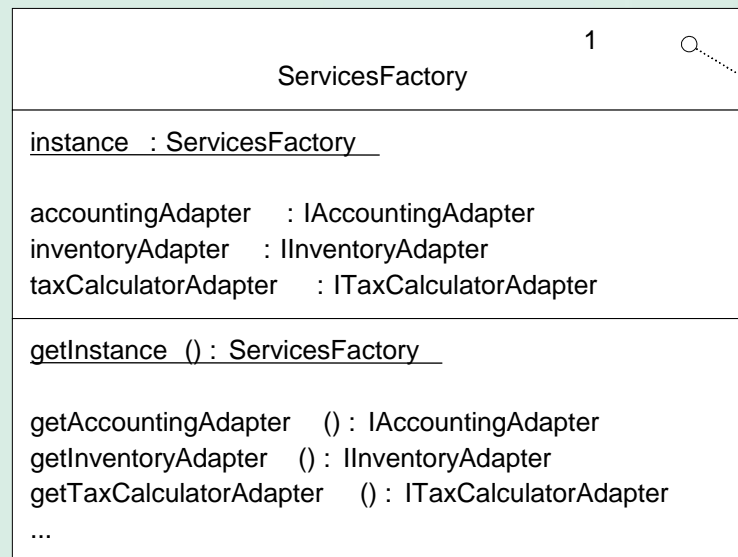 1
ServicesFactory
instance : ServicesFactory
accountingAdapter : IAccountingAdapter
inventoryAdapter : IInventoryAdapter
taxCalculatorAdapter : ITaxCalculatorAdapter
getInstance () : ServicesFactory
getAccountingAdapter () : IAccountingAdapter
getInventoryAdapter () : IInventoryAdapter
getTaxCalculatorAdapter () : ITaxCalculatorAdapter
...